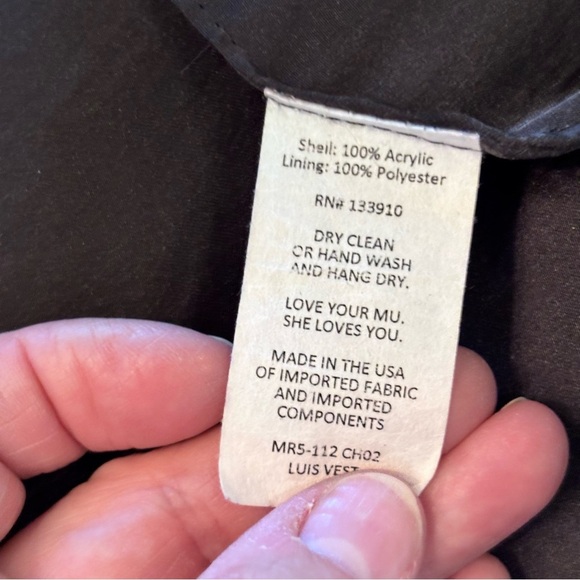 Shell: 100% Acrylic
Lining: 100% Polyester
RN# 133910
DRY CLEAN
OR HAND WASH
AND HANG DRY.
LOVE YOUR MU.
SHE LOVES YOU.
MADE IN THE USA
OF IMPORTED FABRIC
AND IMPORTED
COMPONENTS
MR5-112 CH02
LUIS VEST